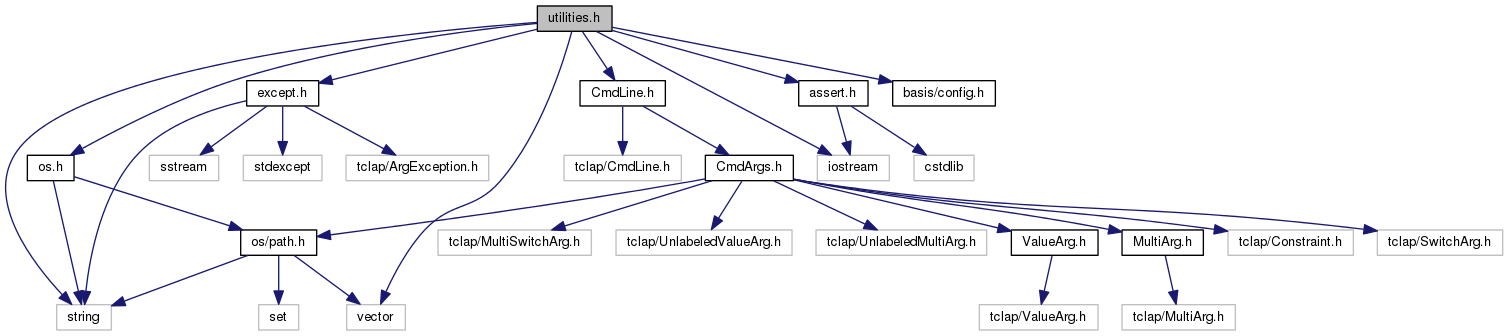 utilities.h
except.h
CmdLine.h
assert.h
basis/config.h
os.h
sstream
stdexcept
tclap/ArgException.h
tclap/CmdLine.h
CmdArgs.h
iostream
cstdlib
os/path.h
tclap/MultiSwitchArg.h
tclap/UnlabeledValueArg.h
tclap/UnlabeledMultiArg.h
ValueArg.h
MultiArg.h
tclap/Constraint.h
tclap/SwitchArg.h
string
set
vector
tclap/ValueArg.h
tclap/MultiArg.h